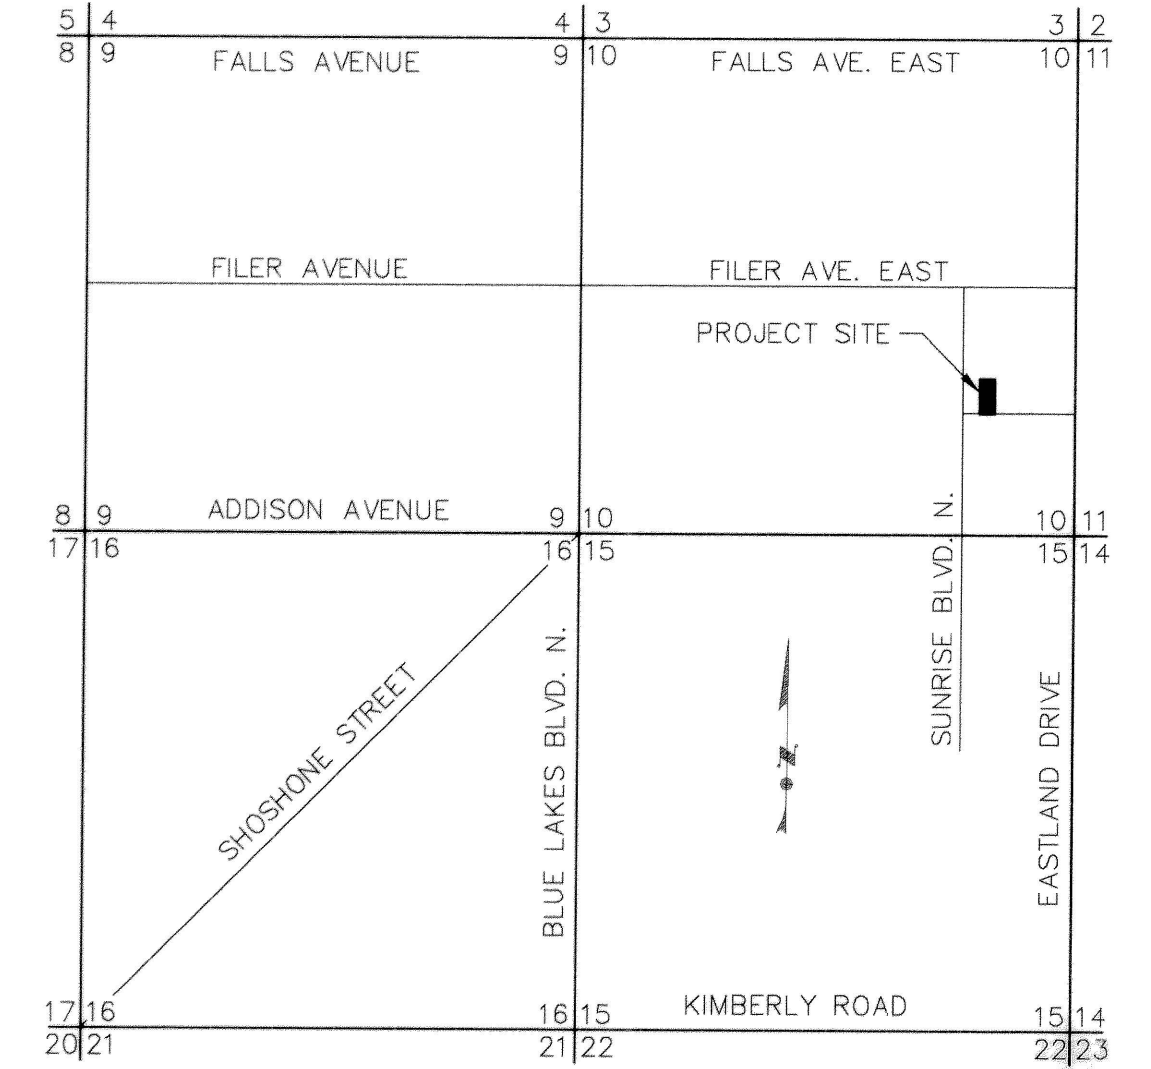 5 4
4 3
3 2
8 9
9 10
10 11
FALLS AVENUE
FALLS AVE. EAST
FILER AVENUE
FILER AVE. EAST
PROJECT SITE
ADDISON AVENUE
8 9
9 10
10 11
17 16
16 15
15 14
SUNRISE BLVD. N.
SHOSHONE STREET
BLUE LAKES BLVD. N.
N
EASTLAND DRIVE
KIMBERLY ROAD
17 16
16 15
15 14
20 21
21 22
22 23